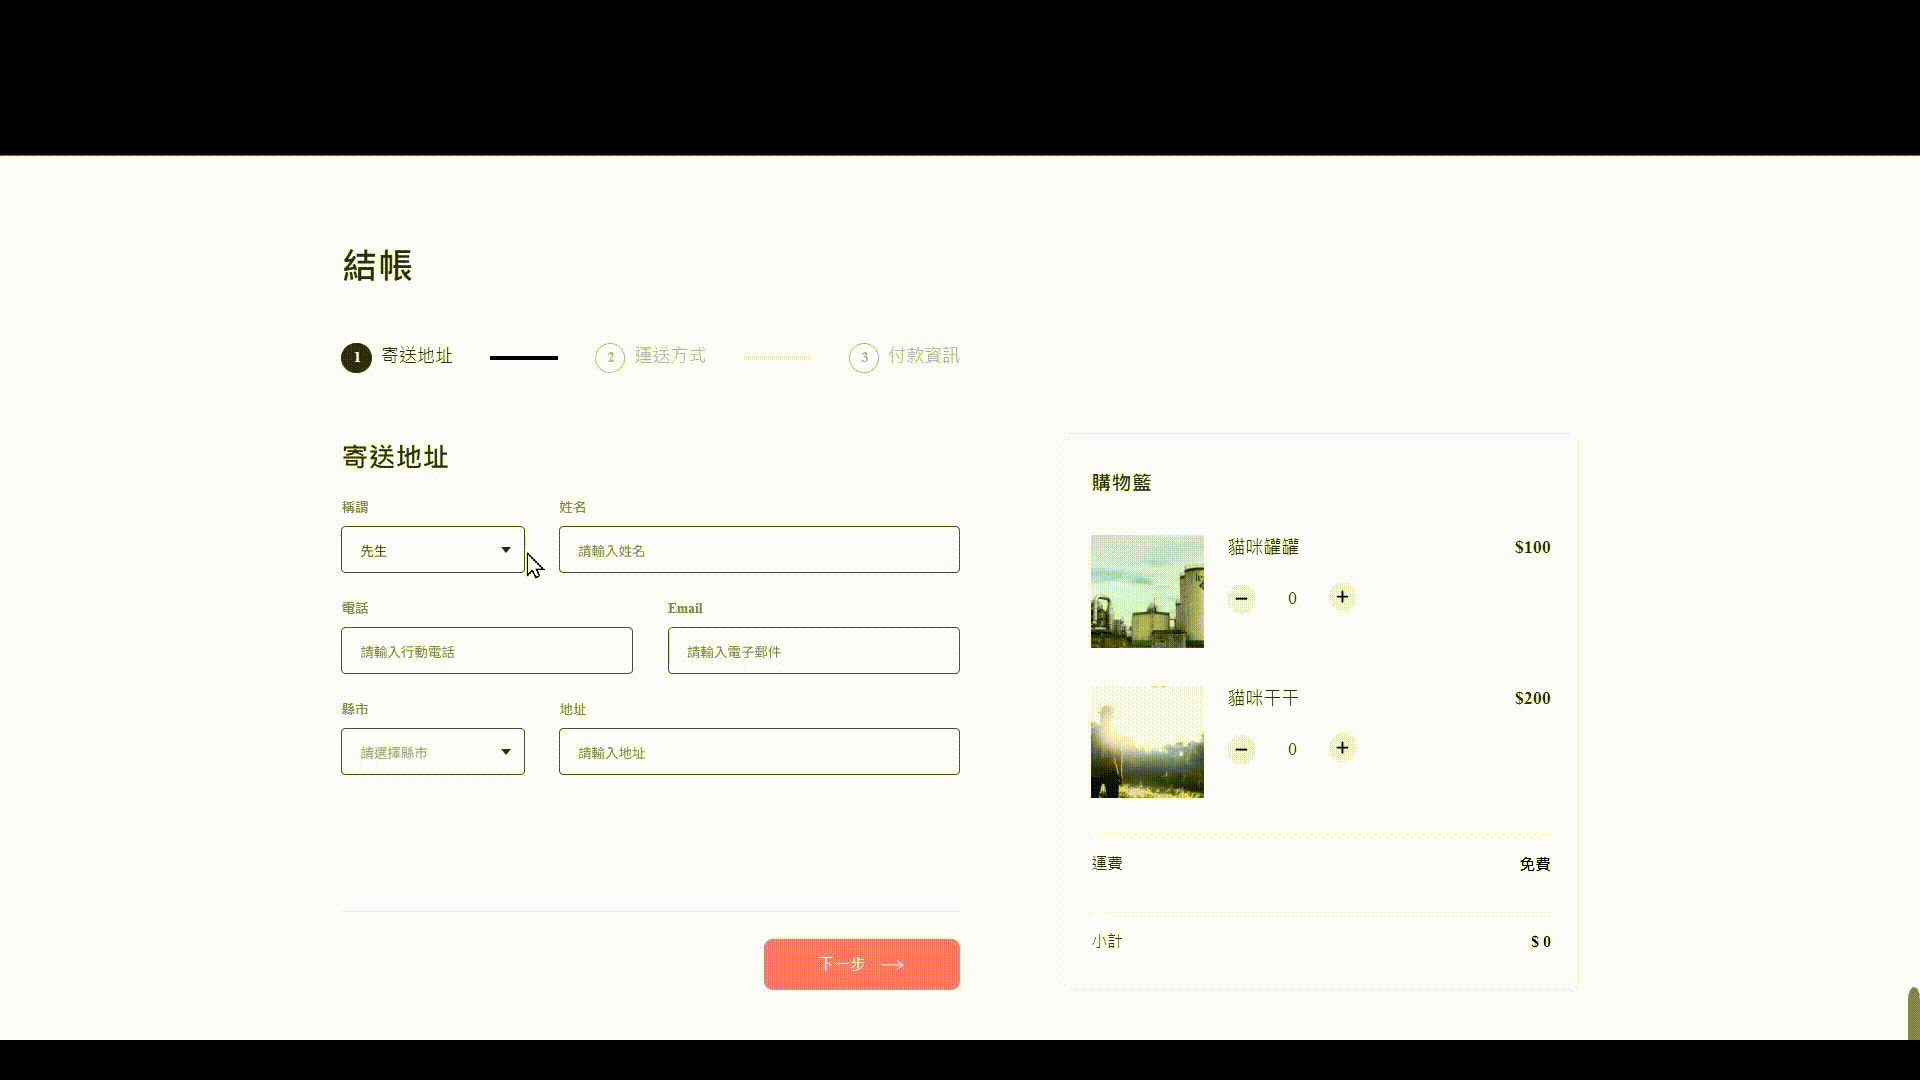 結帳
1 寄送地址
2 運送方式
3 付款資訊
寄送地址
稱謂
姓名
先生
請輸入姓名
電話
Email
請輸入行動電話
請輸入電子郵件
縣市
地址
請選擇縣市
請輸入地址
下一步
購物籃
貓咪罐罐
$100
0
貓咪干干
$200
0
運費
免費
小計
$ 0